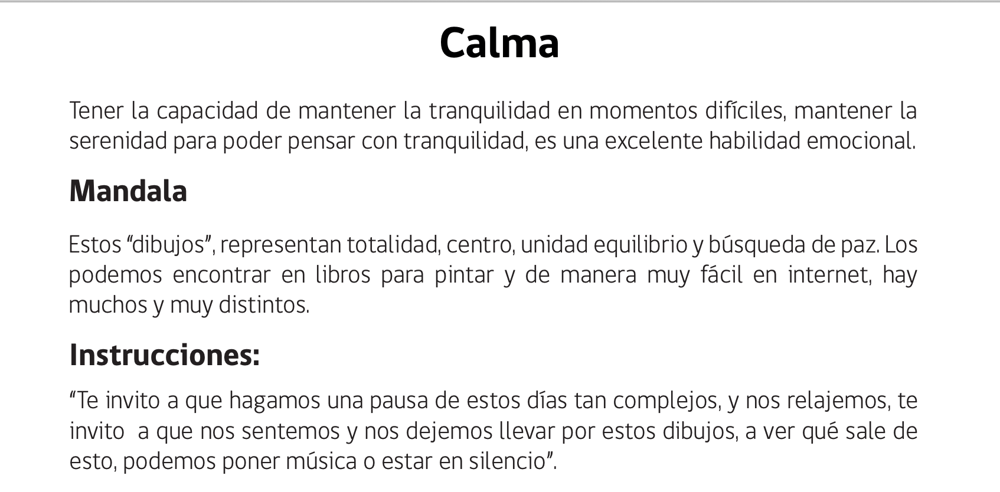 Calma
Tener la capacidad de mantener la tranquilidad en momentos difíciles, mantener la
serenidad para poder pensar con tranquilidad, es una excelente habilidad emocional.
Mandala
Estos “dibujos”, representan totalidad, centro, unidad equilibrio y búsqueda de paz. Los
podemos encontrar en libros para pintar y de manera muy fácil en internet, hay
muchos y muy distintos.
Instrucciones:
“Te invito a que hagamos una pausa de estos días tan complejos, y nos relajemos, te
invito  a que nos sentemos y nos dejemos llevar por estos dibujos, a ver qué sale de
esto, podemos poner música o estar en silencio”.